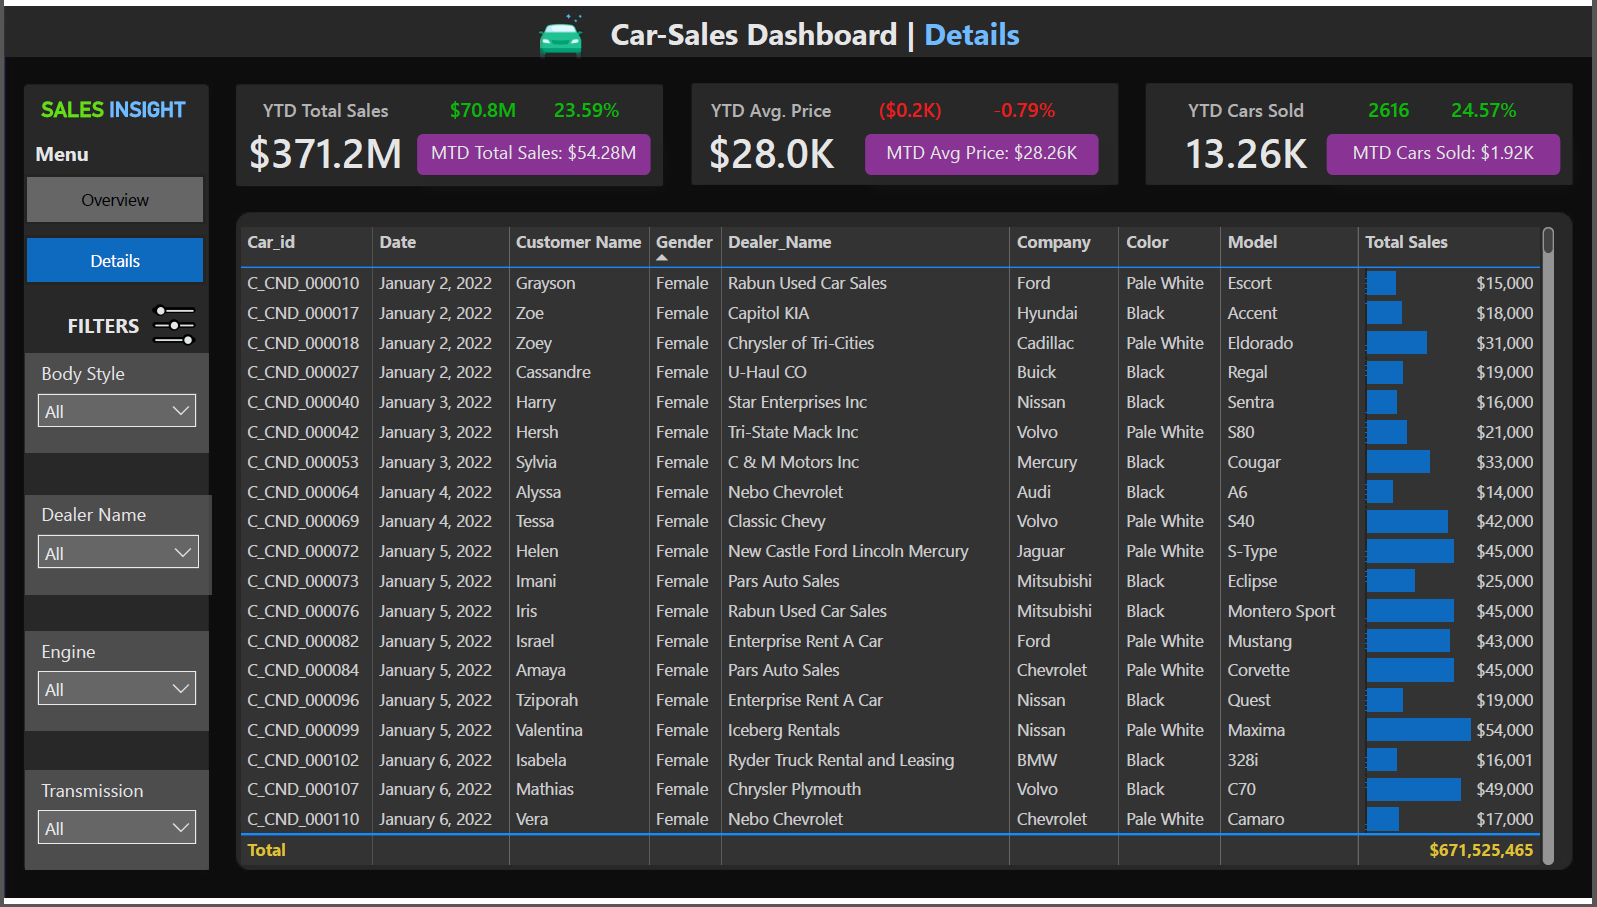 Car-Sales Dashboard | Details
SALES INSIGHT
Menu
Overview
Details
FILTERS
Body Style
All
Dealer Name
All
Engine
All
Transmission
All
YTD Total Sales $70.8M 23.59%
$371.2M MTD Total Sales: $54.28M
YTD Avg. Price ($0.2K) -0.79%
$28.0K MTD Avg Price: $28.26K
YTD Cars Sold 2616 24.57%
13.26K MTD Cars Sold: $1.92K
Car_id Date Customer Name Gender Dealer_Name Company Color Model Total Sales
C_CND_000010 January 2, 2022 Grayson Female Rabun Used Car Sales Ford Pale White Escort $15,000
C_CND_000017 January 2, 2022 Zoe Female Capitol KIA Hyundai Black Accent $18,000
C_CND_000018 January 2, 2022 Zoey Female Chrysler of Tri-Cities Cadillac Pale White Eldorado $31,000
C_CND_000027 January 2, 2022 Cassandre Female U-Haul CO Buick Black Regal $19,000
C_CND_000040 January 3, 2022 Harry Female Star Enterprises Inc Nissan Black Sentra $16,000
C_CND_000042 January 3, 2022 Hersh Female Tri-State Mack Inc Volvo Pale White S80 $21,000
C_CND_000053 January 3, 2022 Sylvia Female C & M Motors Inc Mercury Black Cougar $33,000
C_CND_000064 January 4, 2022 Alyssa Female Nebo Chevrolet Audi Black A6 $14,000
C_CND_000069 January 4, 2022 Tessa Female Classic Chevy Volvo Pale White S40 $42,000
C_CND_000072 January 5, 2022 Helen Female New Castle Ford Lincoln Mercury Jaguar Pale White S-Type $45,000
C_CND_000073 January 5, 2022 Imani Female Pars Auto Sales Mitsubishi Black Eclipse $25,000
C_CND_000076 January 5, 2022 Iris Female Rabun Used Car Sales Mitsubishi Black Montero Sport $45,000
C_CND_000082 January 5, 2022 Israel Female Enterprise Rent A Car Ford Pale White Mustang $43,000
C_CND_000084 January 5, 2022 Amaya Female Pars Auto Sales Chevrolet Pale White Corvette $45,000
C_CND_000096 January 5, 2022 Tziporah Female Enterprise Rent A Car Nissan Black Quest $19,000
C_CND_000099 January 5, 2022 Valentina Female Iceberg Rentals Nissan Pale White Maxima $54,000
C_CND_000102 January 6, 2022 Isabela Female Ryder Truck Rental and Leasing BMW Black 328i $16,001
C_CND_000107 January 6, 2022 Mathias Female Chrysler Plymouth Volvo Black C70 $49,000
C_CND_000110 January 6, 2022 Vera Female Nebo Chevrolet Chevrolet Pale White Camaro $17,000
Total $671,525,465